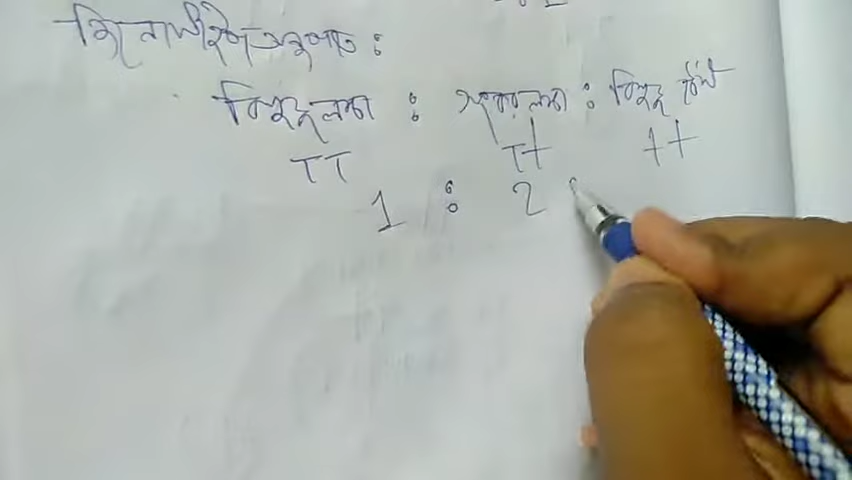 জিনোটাইপ অনুপাত :
বিশুদ্ধ লম্বা : সংকর লম্বা : বিশুদ্ধ
TT Tt tt
1 : 2 :